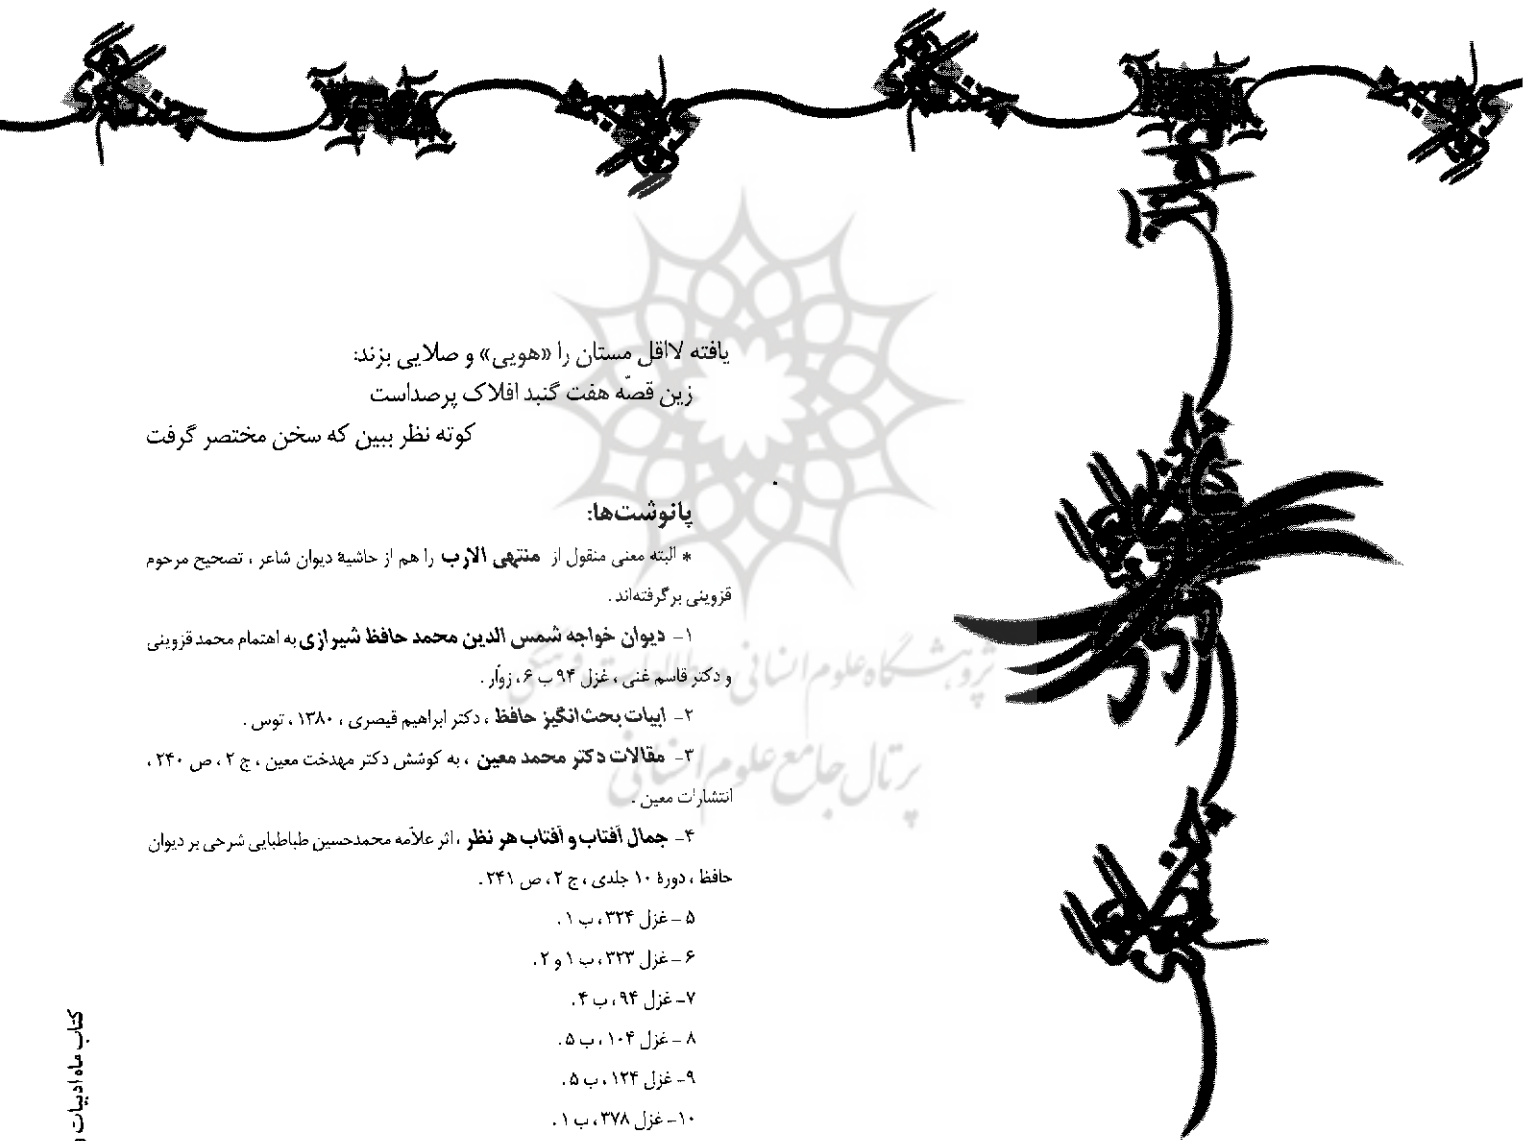 یافته لااقل مستان را «هویی» و صلایی بزند:
زین قصّه هفت گنبد افلاک پرصداست
کوته نظر ببین که سخن مختصر گرفت
پانوشت‌ها:
* البته معنی منقول از منتهی الارب را هم از حاشیهٔ دیوان شاعر ، تصحیح مرحوم
قزوینی برگرفته‌اند .
۱- دیوان خواجه شمس الدین محمد حافظ شیرازی به اهتمام محمد قزوینی
و دکتر قاسم غنی ، غزل ۹۴ ب ۶ ، زوّار .
۲- ابیات بحث‌انگیز حافظ ، دکتر ابراهیم قیصری ، ۱۳۸۰ ، توس .
۳- مقالات دکتر محمد معین ، به کوشش دکتر مهدخت معین ، ج ۲ ، ص ۲۴۰ ،
انتشارات معین .
۴- جمال آفتاب و آفتاب هر نظر ، اثر علاّمه محمدحسین طباطبایی شرحی بر دیوان
حافظ ، دورهٔ ۱۰ جلدی ، ج ۲ ، ص ۲۴۱ .
۵ - غزل ۳۲۴ ، ب ۱ .
۶ - غزل ۳۲۳ ، ب ۱ و ۲ .
۷- غزل ۹۴ ، ب ۴ .
۸ - غزل ۱۰۴ ، ب ۵ .
۹- غزل ۱۲۴ ، ب ۵ .
۱۰- غزل ۳۷۸ ، ب ۱ .
پژوهشگاه علوم انسانی و مطالعات فرهنگی
پرتال جامع علوم انسانی
کتاب ماه ادبیات و